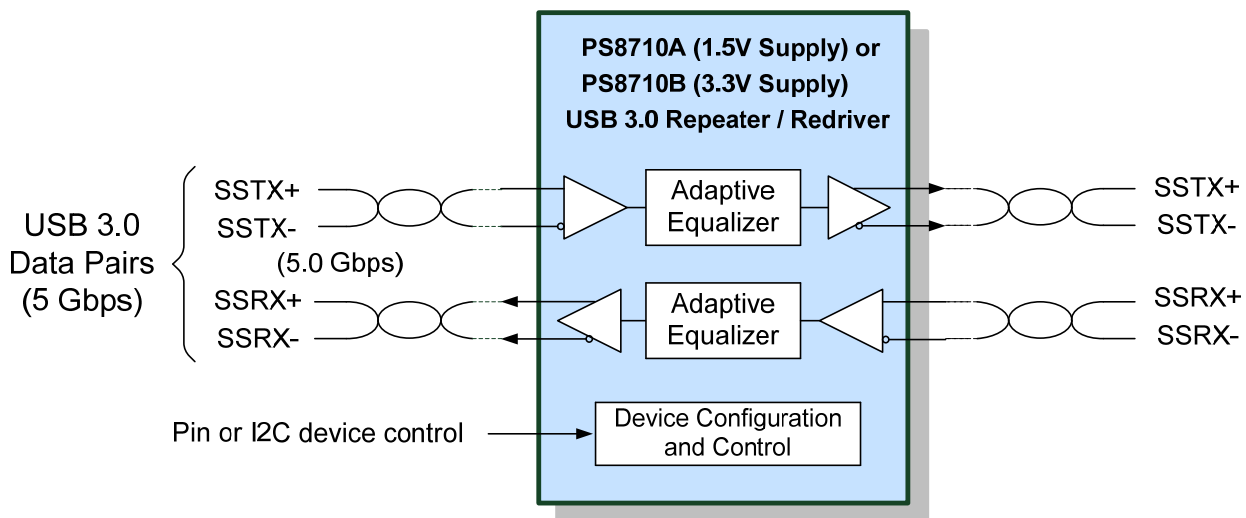 PS8710A (1.5V Supply) or
PS8710B (3.3V Supply)
USB 3.0 Repeater / Redriver
USB 3.0
Data Pairs
(5 Gbps)
SSTX+
SSTX-
(5.0 Gbps)
SSRX+
SSRX-
Adaptive
Equalizer
Adaptive
Equalizer
SSTX+
SSTX-
SSRX+
SSRX-
Pin or I2C device control
Device Configuration
and Control